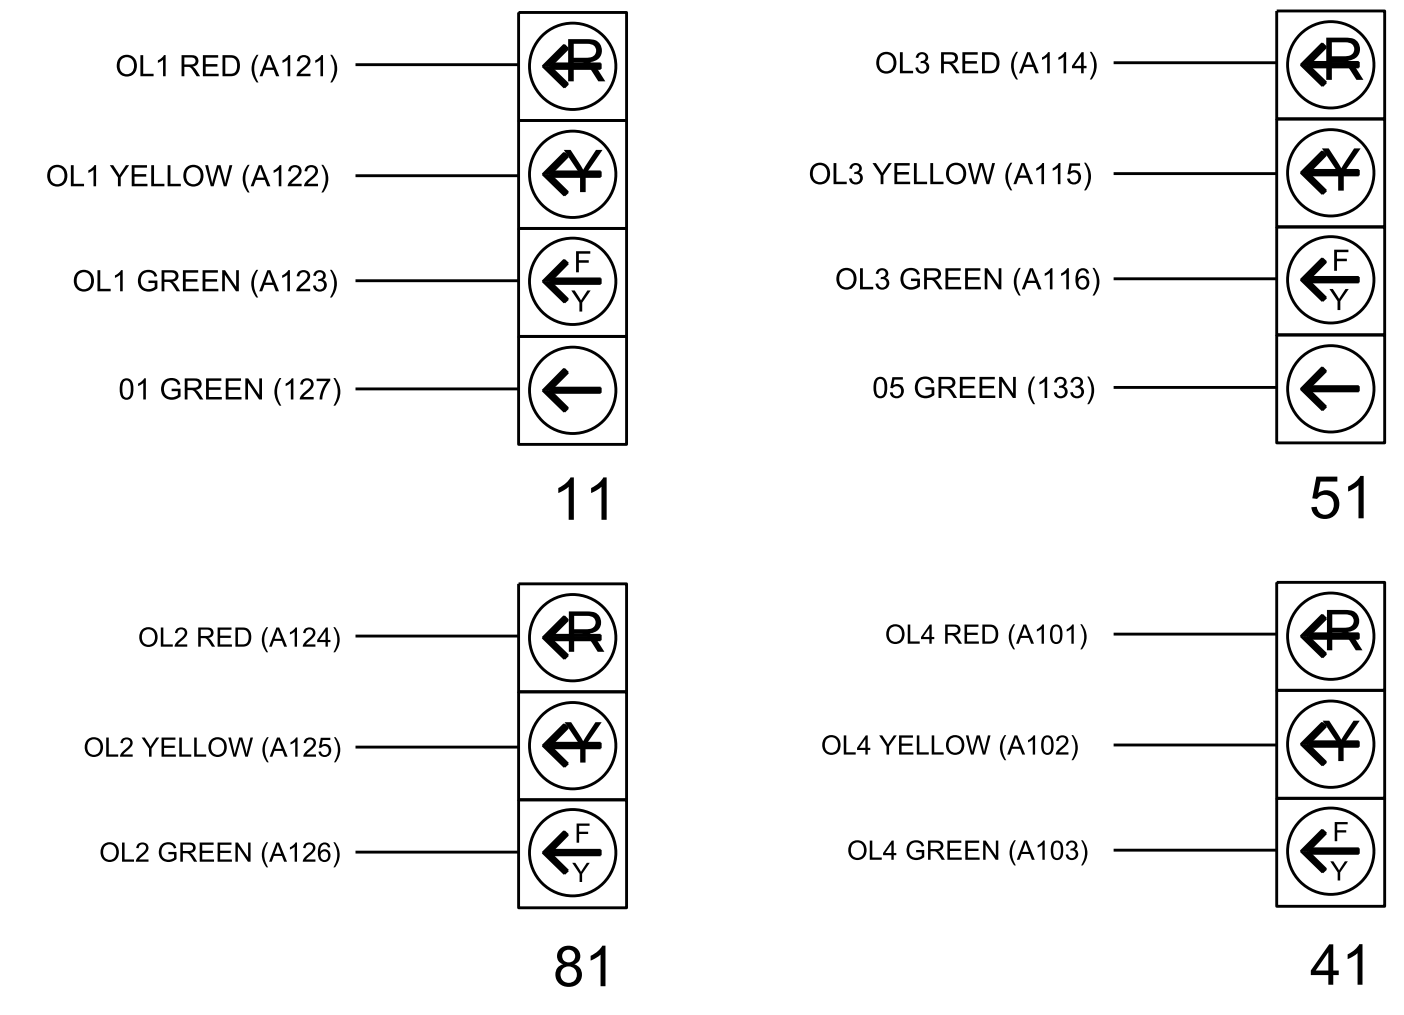 OL1 RED (A121)
R
OL1 YELLOW (A122)
Y
OL1 GREEN (A123)
F
Y
01 GREEN (127)
11
OL3 RED (A114)
R
OL3 YELLOW (A115)
Y
OL3 GREEN (A116)
F
Y
05 GREEN (133)
51
OL2 RED (A124)
R
OL2 YELLOW (A125)
Y
OL2 GREEN (A126)
F
Y
81
OL4 RED (A101)
R
OL4 YELLOW (A102)
Y
OL4 GREEN (A103)
F
Y
41